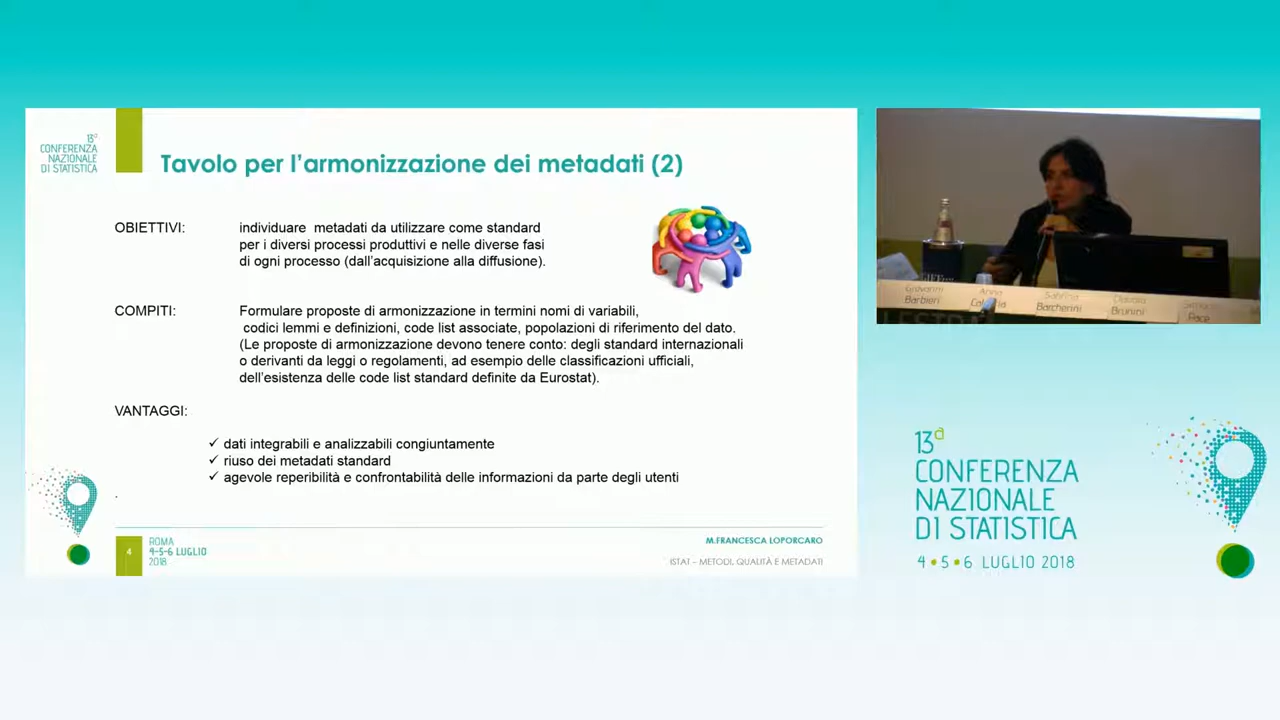 13ª
CONFERENZA
NAZIONALE
DI STATISTICA
Tavolo per l’armonizzazione dei metadati (2)
OBIETTIVI:
individuare metadati da utilizzare come standard
per i diversi processi produttivi e nelle diverse fasi
di ogni processo (dall’acquisizione alla diffusione).
COMPITI:
Formulare proposte di armonizzazione in termini nomi di variabili,
codici lemmi e definizioni, code list associate, popolazioni di riferimento del dato.
(Le proposte di armonizzazione devono tenere conto: degli standard internazionali
o derivanti da leggi o regolamenti, ad esempio delle classificazioni ufficiali,
dell’esistenza delle code list standard definite da Eurostat).
VANTAGGI:
✓ dati integrabili e analizzabili congiuntamente
✓ riuso dei metadati standard
✓ agevole reperibilità e confrontabilità delle informazioni da parte degli utenti
.
4
ROMA
4-5-6 LUGLIO
2018
M.FRANCESCA LOPORCARO
ISTAT – METODI, QUALITÀ E METADATI
Giovanni
Barbieri
Anna
Sabrina
Barcherini
Claudia
Brunini
Pace
13ª
CONFERENZA
NAZIONALE
DI STATISTICA
4 • 5 • 6 LUGLIO 2018